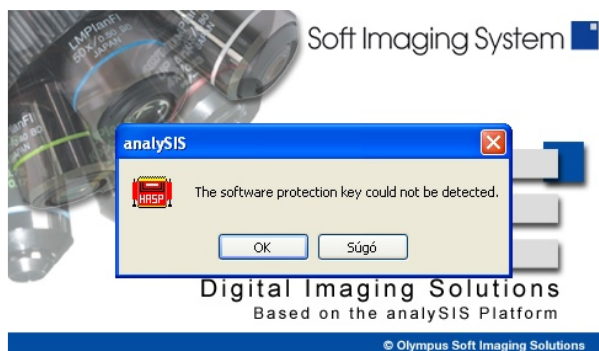 LMPlanFI
50x/0.50 BD
JAPAN
Soft Imaging System
analySIS
HASP
The software protection key could not be detected.
OK
Súgó
Digital Imaging Solutions
Based on the analySIS Platform
© Olympus Soft Imaging Solutions